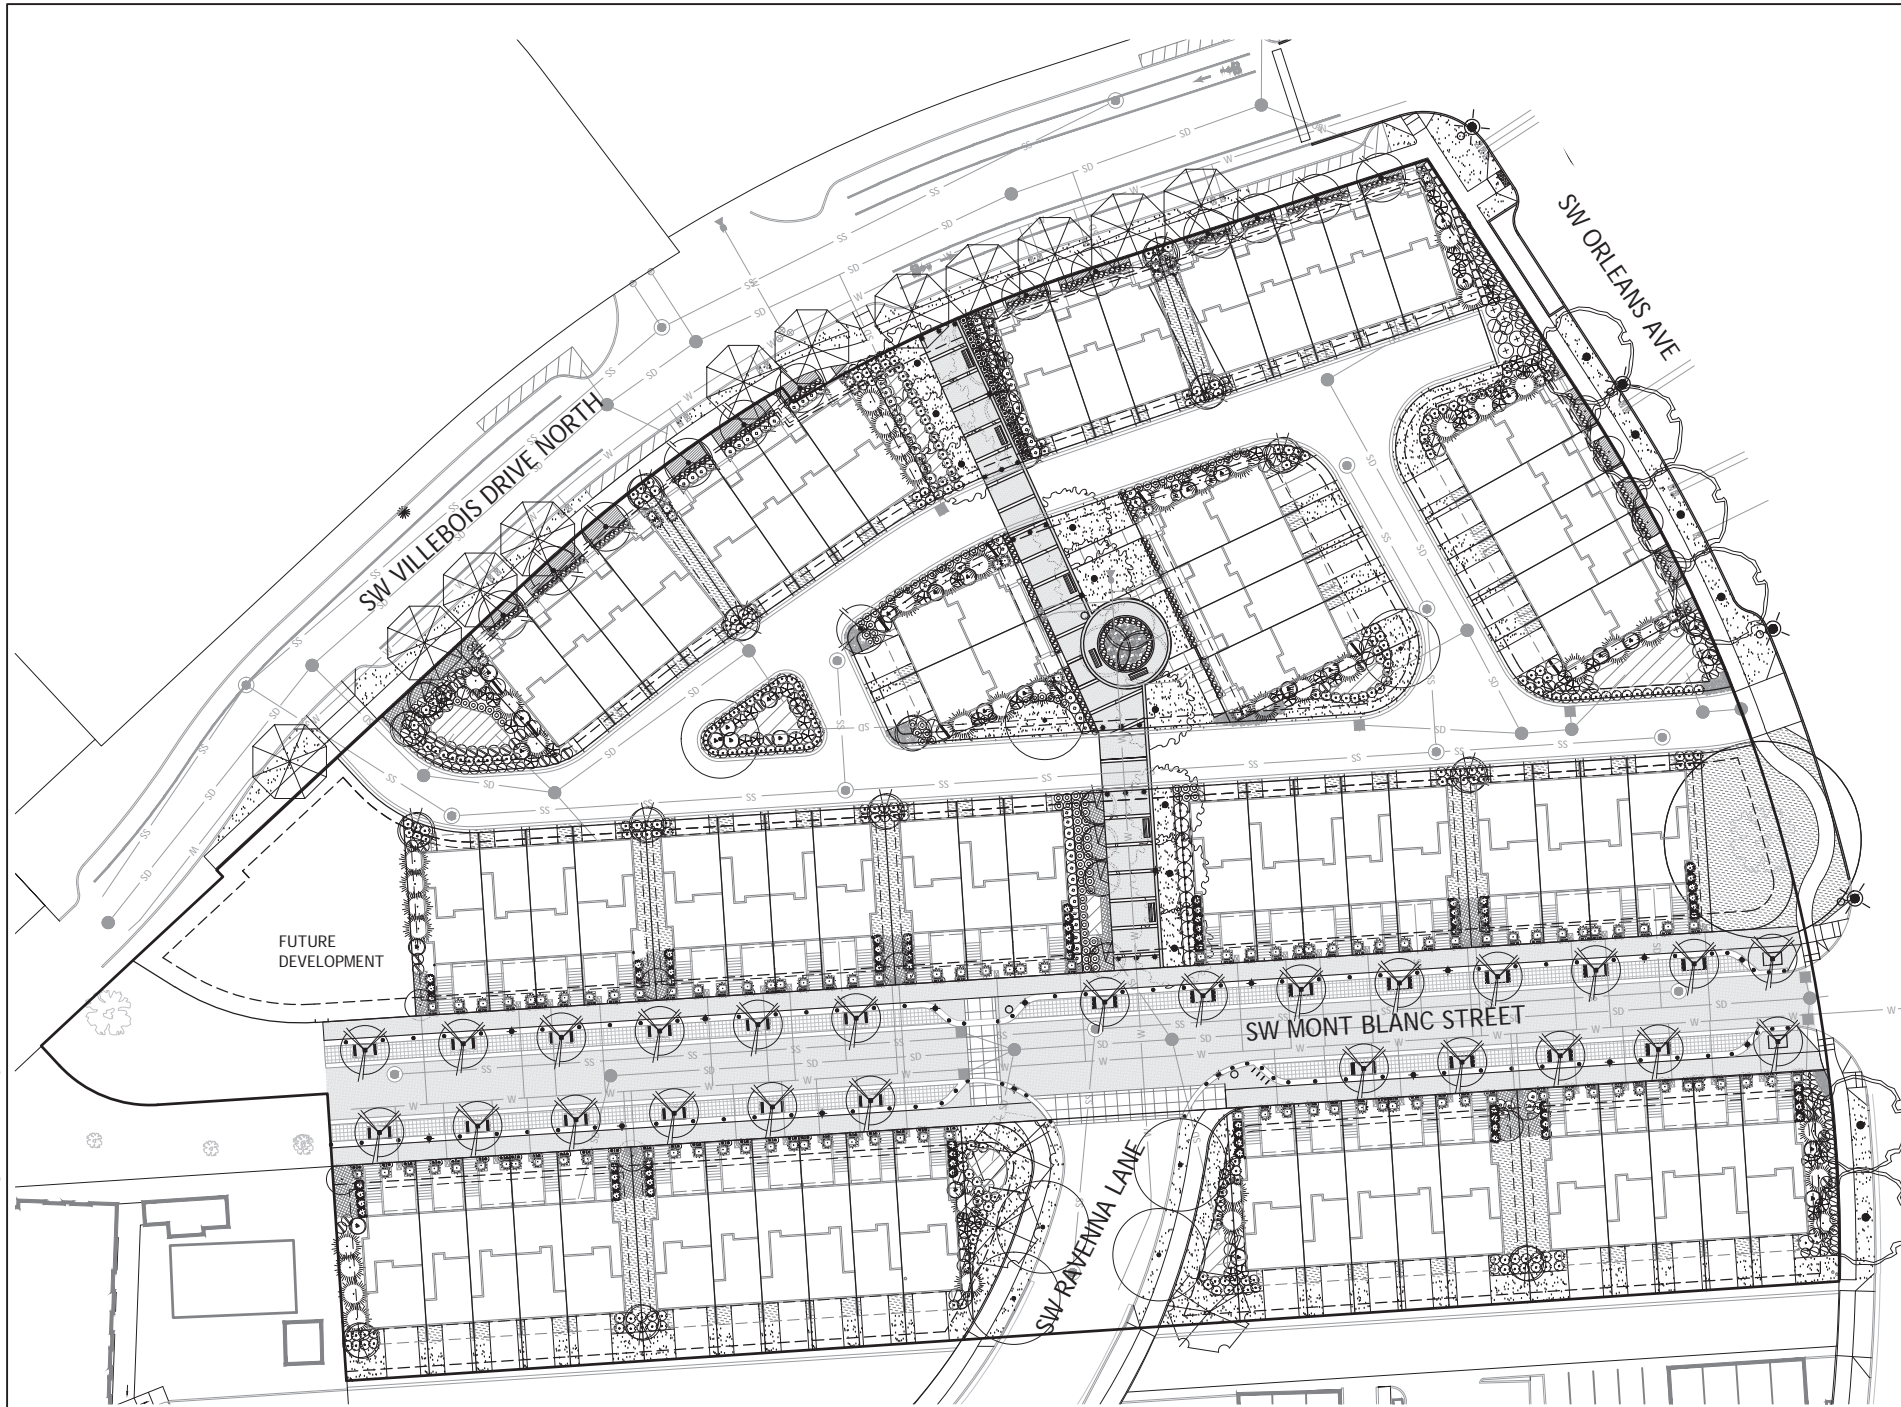 SW ORLEANS AVE
SW VILLEBOIS DRIVE NORTH
FUTURE
DEVELOPMENT
SW MONT BLANC STREET
SW RAVENNA LANE